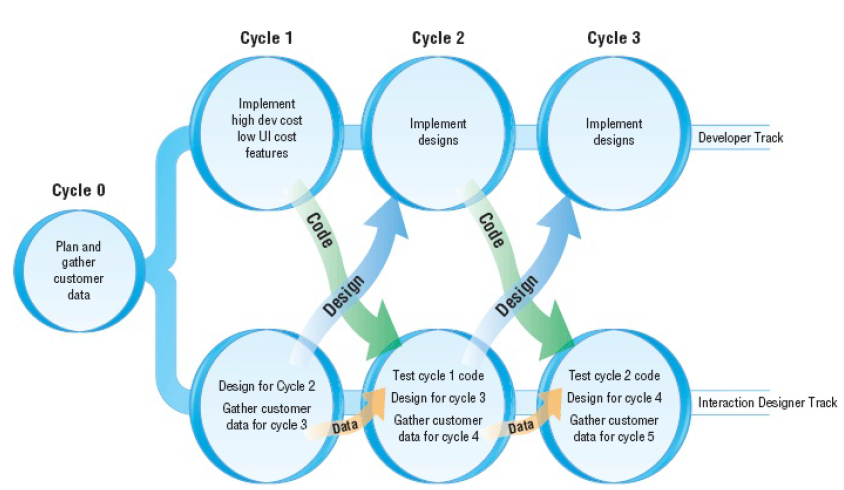 Cycle 1
Cycle 2
Cycle 3
Implement
high dev cost
low UI cost
features
Implement
designs
Implement
designs
Developer Track
Cycle 0
Plan and
gather
customer
data
Code
Design
Code
Design
Design for Cycle 2
Gather customer
data for cycle 3
Data
Test cycle 1 code
Design for cycle 3
Gather customer
data for cycle 4
Data
Test cycle 2 code
Design for cycle 4
Gather customer
data for cycle 5
Interaction Designer Track